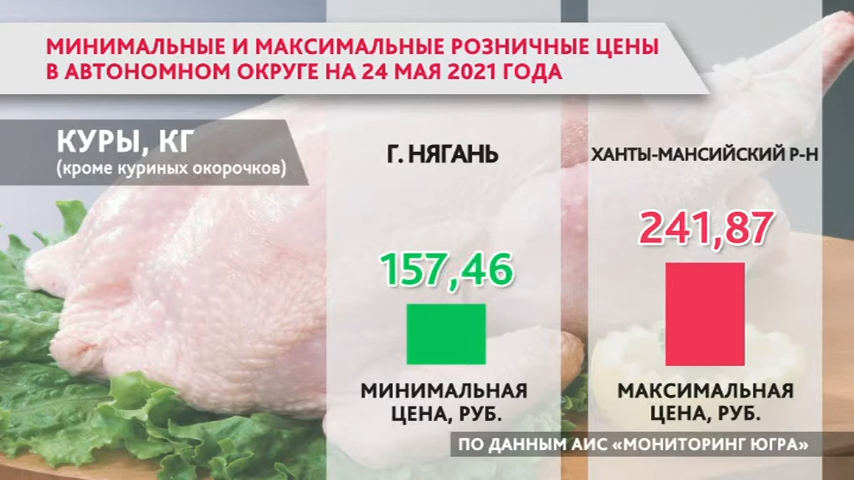 МИНИМАЛЬНЫЕ И МАКСИМАЛЬНЫЕ РОЗНИЧНЫЕ ЦЕНЫ
В АВТОНОМНОМ ОКРУГЕ НА 24 МАЯ 2021 ГОДА
КУРЫ, КГ
(кроме куриных окорочков)
Г. НЯГАНЬ
157,46
МИНИМАЛЬНАЯ
ЦЕНА, РУБ.
ХАНТЫ-МАНСИЙСКИЙ Р-Н
241,87
МАКСИМАЛЬНАЯ
ЦЕНА, РУБ.
ПО ДАННЫМ АИС «МОНИТОРИНГ ЮГРА»